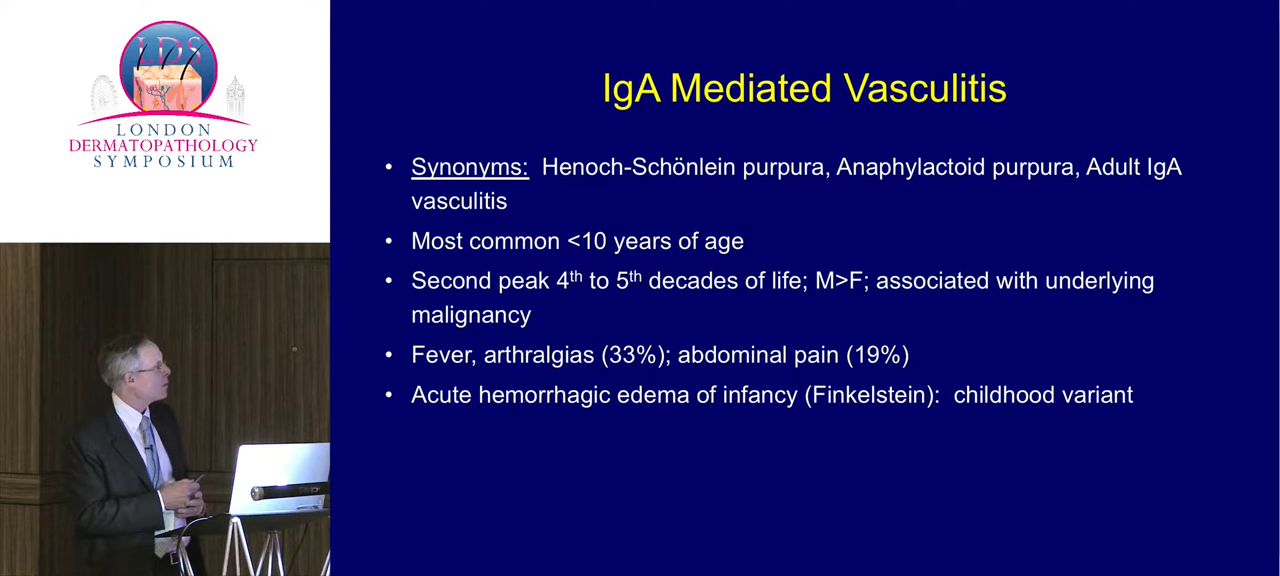 LDS
LONDON
DERMATOPATHOLOGY
SYMPOSIUM
IgA Mediated Vasculitis
• Synonyms: Henoch-Schönlein purpura, Anaphylactoid purpura, Adult IgA
vasculitis
• Most common <10 years of age
• Second peak 4th to 5th decades of life; M>F; associated with underlying
malignancy
• Fever, arthralgias (33%); abdominal pain (19%)
• Acute hemorrhagic edema of infancy (Finkelstein): childhood variant